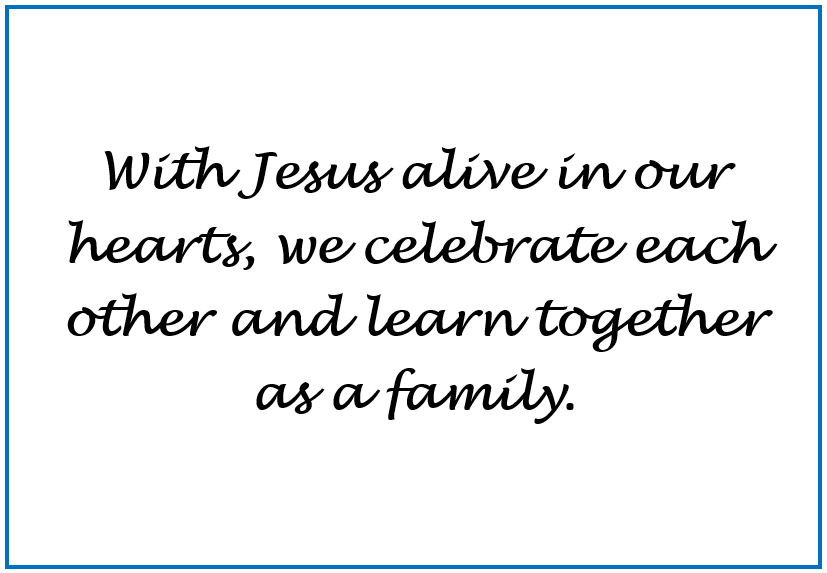 With Jesus alive in our
hearts, we celebrate each
other and learn together
as a family.